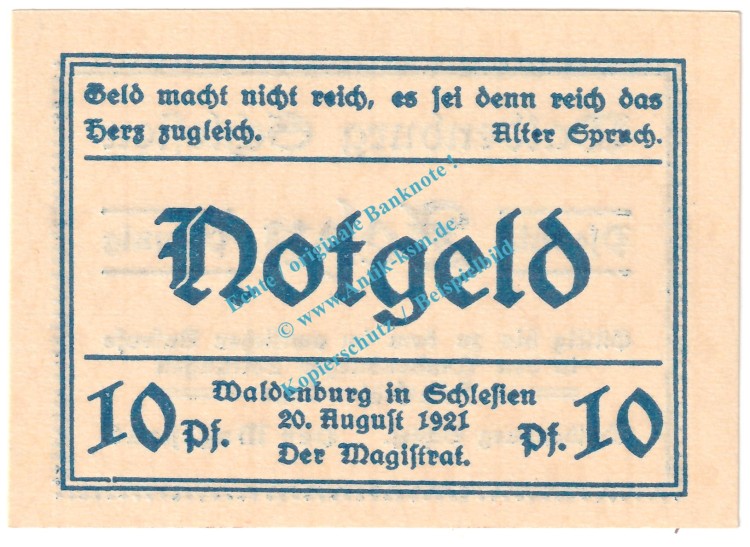 Geld macht nicht reich, es sei denn reich das
Herz zugleich. Alter Spruch.
Notgeld
Echte / originale Banknote !
© www.Antik-ksm.de
Kopierschutz / Beispielbild
Waldenburg in Schlesien
10 Pf. 20. August 1921 Pf. 10
Der Magistrat.